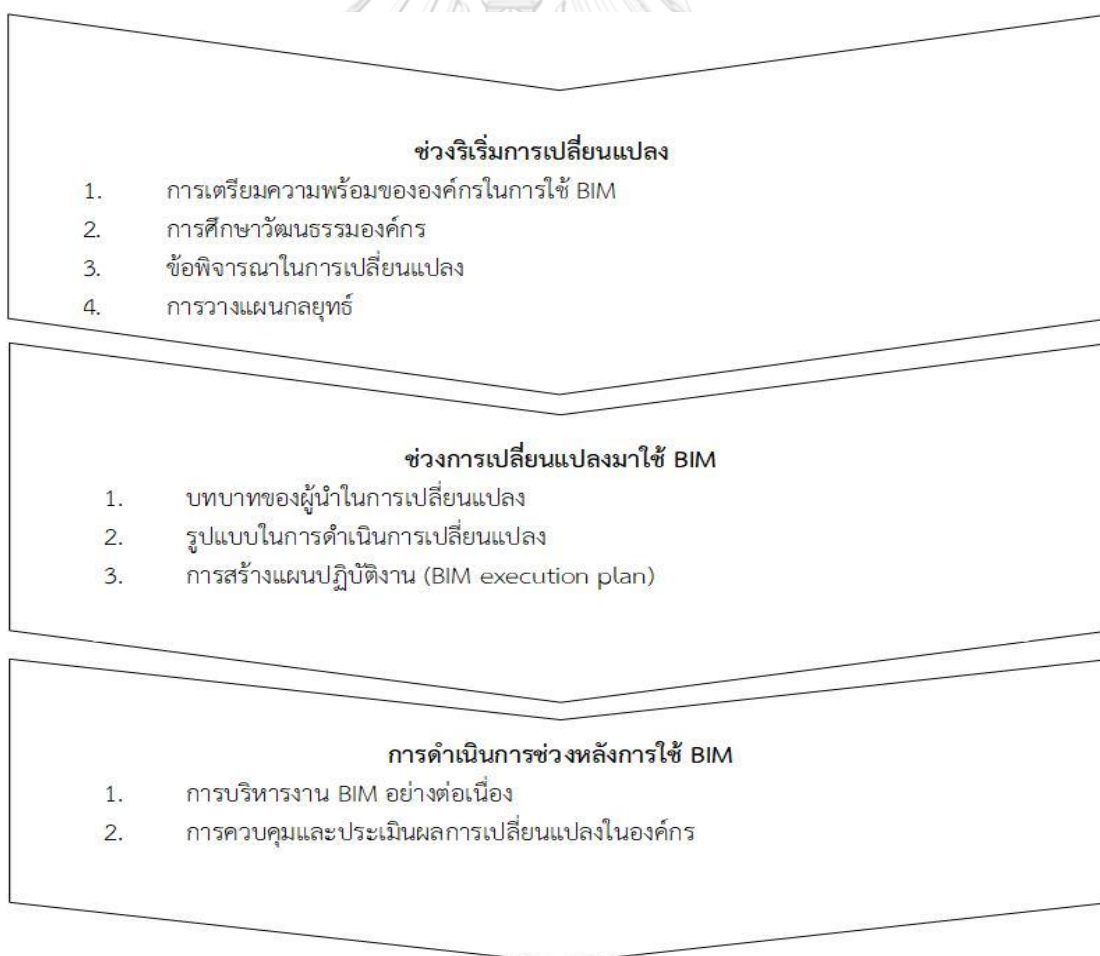 ช่วงริเริ่มการเปลี่ยนแปลง
1. การเตรียมความพร้อมขององค์กรในการใช้ BIM
2. การศึกษาวัฒนธรรมองค์กร
3. ข้อพิจารณาในการเปลี่ยนแปลง
4. การวางแผนกลยุทธ์
ช่วงการเปลี่ยนแปลงมาใช้ BIM
1. บทบาทของผู้นำในการเปลี่ยนแปลง
2. รูปแบบในการดำเนินการเปลี่ยนแปลง
3. การสร้างแผนปฏิบัติงาน (BIM execution plan)
การดำเนินการช่วงหลังการใช้ BIM
1. การบริหารงาน BIM อย่างต่อเนื่อง
2. การควบคุมและประเมินผลการเปลี่ยนแปลงในองค์กร